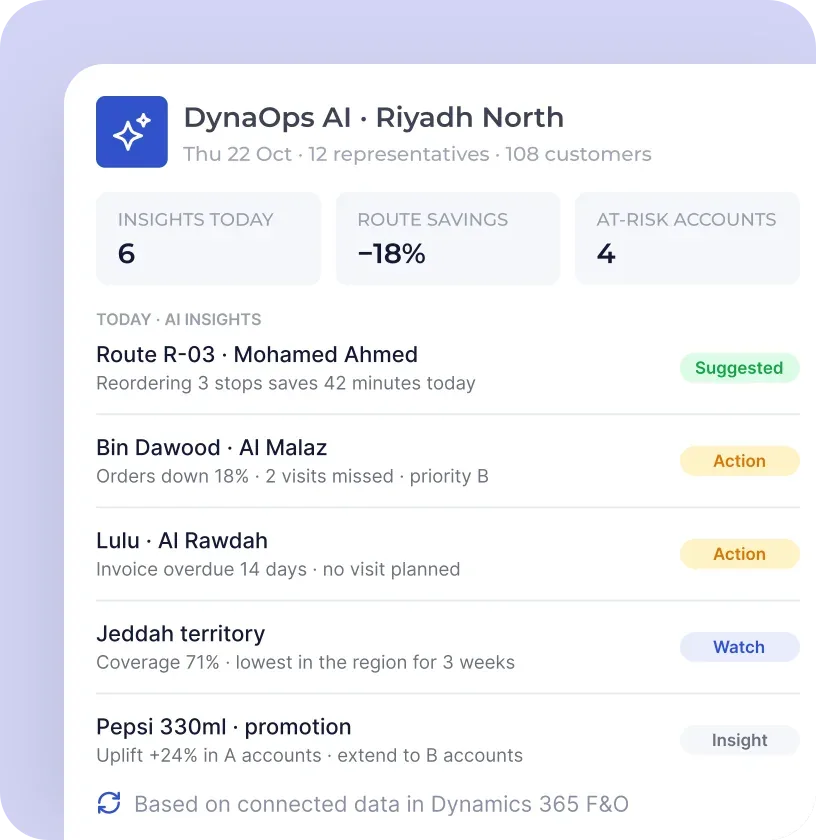 DynaOps AI · Riyadh North
Thu 22 Oct · 12 representatives · 108 customers
INSIGHTS TODAY
6
ROUTE SAVINGS
−18%
AT-RISK ACCOUNTS
4
TODAY · AI INSIGHTS
Route R-03 · Mohamed Ahmed
Reordering 3 stops saves 42 minutes today
Suggested
Bin Dawood · Al Malaz
Orders down 18% · 2 visits missed · priority B
Action
Lulu · Al Rawdah
Invoice overdue 14 days · no visit planned
Action
Jeddah territory
Coverage 71% · lowest in the region for 3 weeks
Watch
Pepsi 330ml · promotion
Uplift +24% in A accounts · extend to B accounts
Insight
Based on connected data in Dynamics 365 F&O